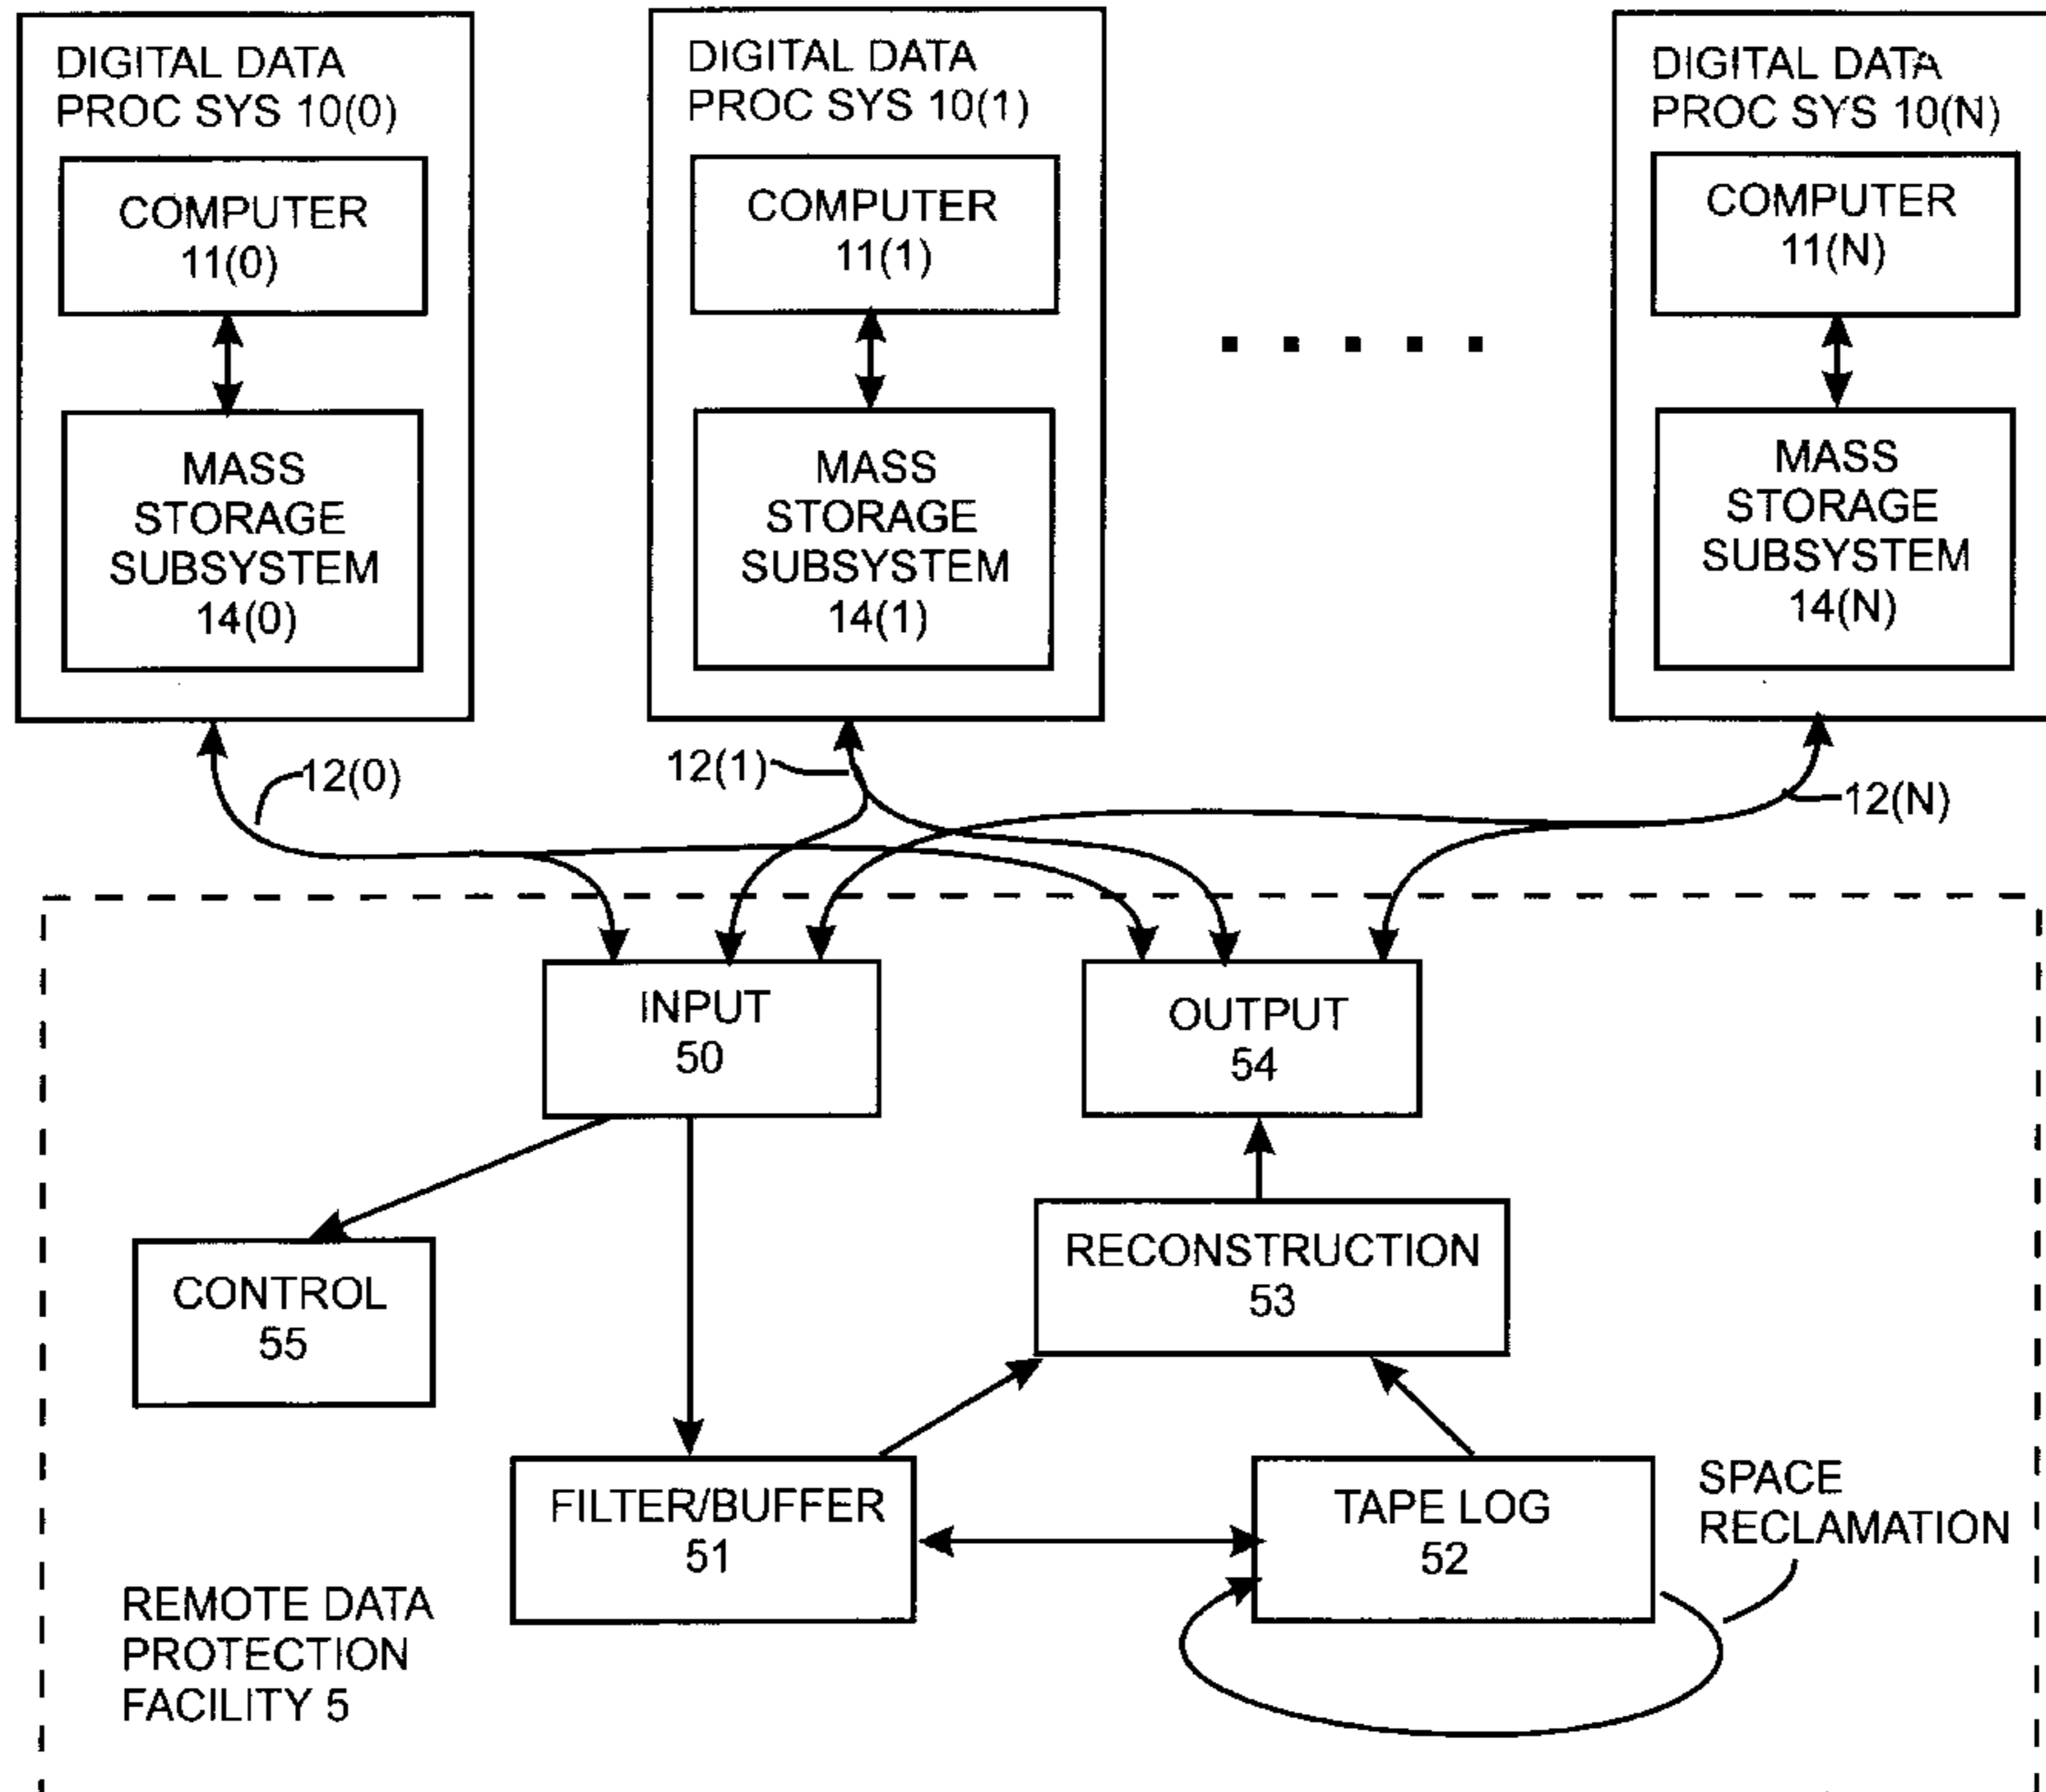 DIGITAL DATA
PROC SYS 10(0)
COMPUTER
11(0)
MASS
STORAGE
SUBSYSTEM
14(0)
DIGITAL DATA
PROC SYS 10(1)
COMPUTER
11(1)
MASS
STORAGE
SUBSYSTEM
14(1)
DIGITAL DATA
PROC SYS 10(N)
COMPUTER
11(N)
MASS
STORAGE
SUBSYSTEM
14(N)
12(0)
12(1)
12(N)
INPUT
50
OUTPUT
54
CONTROL
55
RECONSTRUCTION
53
FILTER/BUFFER
51
TAPE LOG
52
SPACE
RECLAMATION
REMOTE DATA
PROTECTION
FACILITY 5